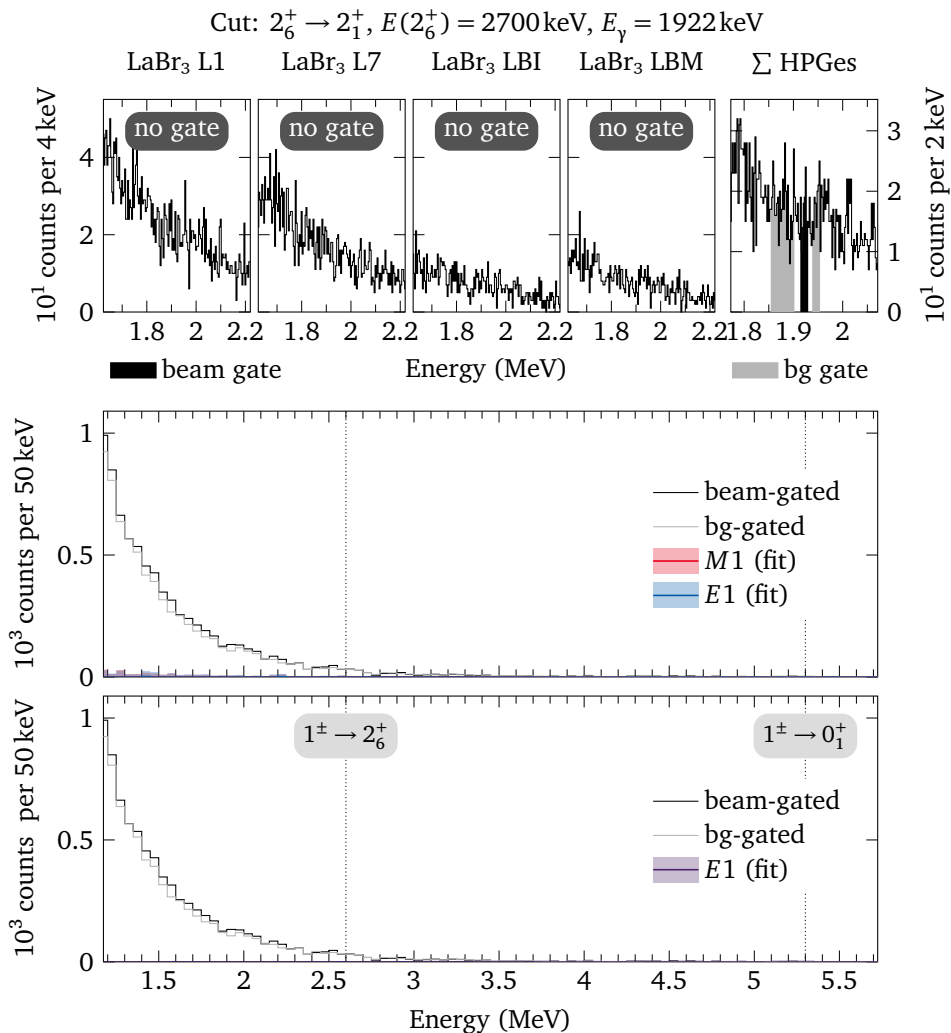 Cut: 2₆⁺ → 2₁⁺, E(2₆⁺) = 2700 keV, Eγ = 1922 keV
LaBr₃ L1 LaBr₃ L7 LaBr₃ LBI LaBr₃ LBM ∑ HPGes
no gate no gate no gate no gate
10¹ counts per 4 keV
0 2 4
10¹ counts per 2 keV
0 1 2 3
1.8 2 2.2 1.8 2 2.2 1.8 2 2.2 1.8 2 2.2 1.8 1.9 2
beam gate Energy (MeV) bg gate
10³ counts per 50 keV
1
0.5
0
beam-gated
bg-gated
M1 (fit)
E1 (fit)
10³ counts per 50 keV
1
0.5
0
1± → 2₆⁺ 1± → 0₁⁺
beam-gated
bg-gated
E1 (fit)
1.5 2 2.5 3 3.5 4 4.5 5 5.5
Energy (MeV)